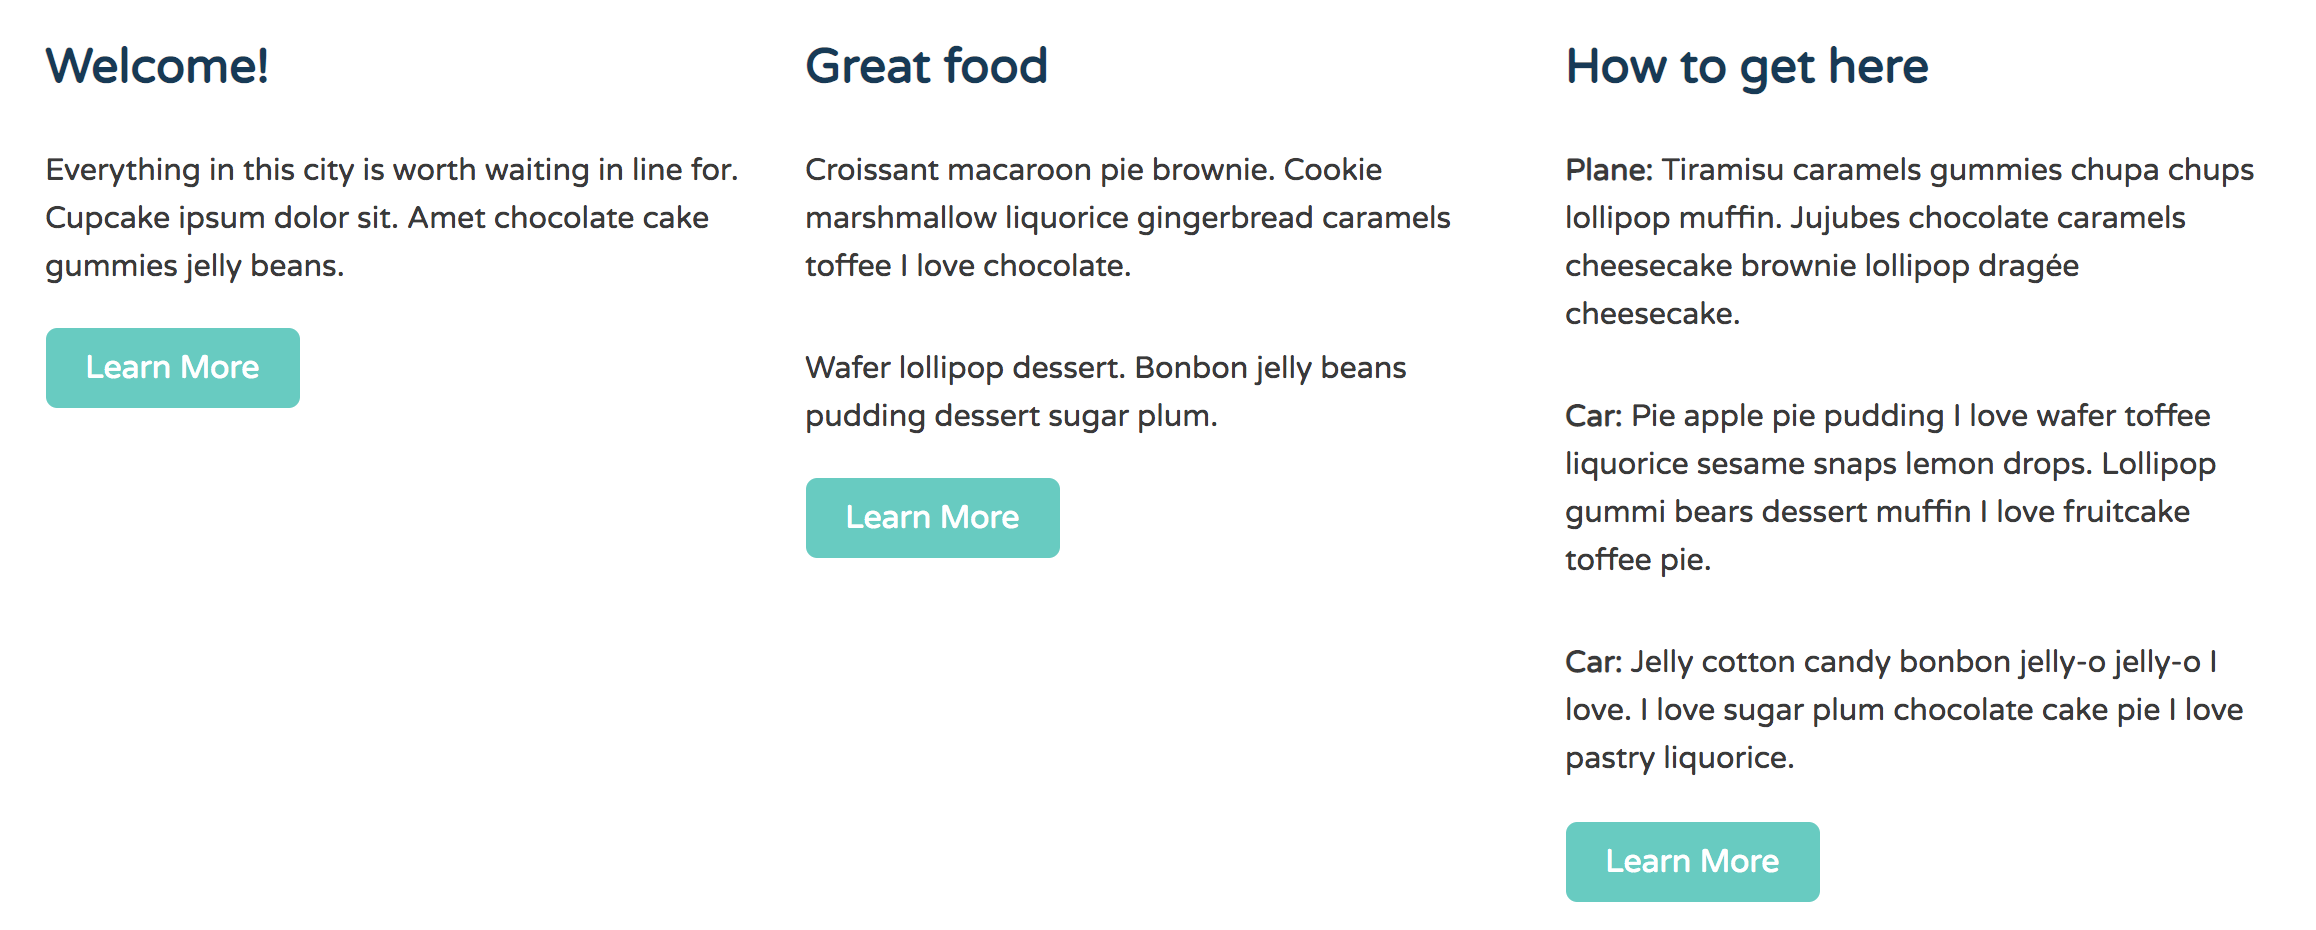 Welcome!
Everything in this city is worth waiting in line for.
Cupcake ipsum dolor sit. Amet chocolate cake
gummies jelly beans.
Learn More
Great food
Croissant macaroon pie brownie. Cookie
marshmallow liquorice gingerbread caramels
toffee I love chocolate.
Wafer lollipop dessert. Bonbon jelly beans
pudding dessert sugar plum.
Learn More
How to get here
Plane: Tiramisu caramels gummies chupa chups
lollipop muffin. Jujubes chocolate caramels
cheesecake brownie lollipop dragée
cheesecake.
Car: Pie apple pie pudding I love wafer toffee
liquorice sesame snaps lemon drops. Lollipop
gummi bears dessert muffin I love fruitcake
toffee pie.
Car: Jelly cotton candy bonbon jelly-o jelly-o I
love. I love sugar plum chocolate cake pie I love
pastry liquorice.
Learn More